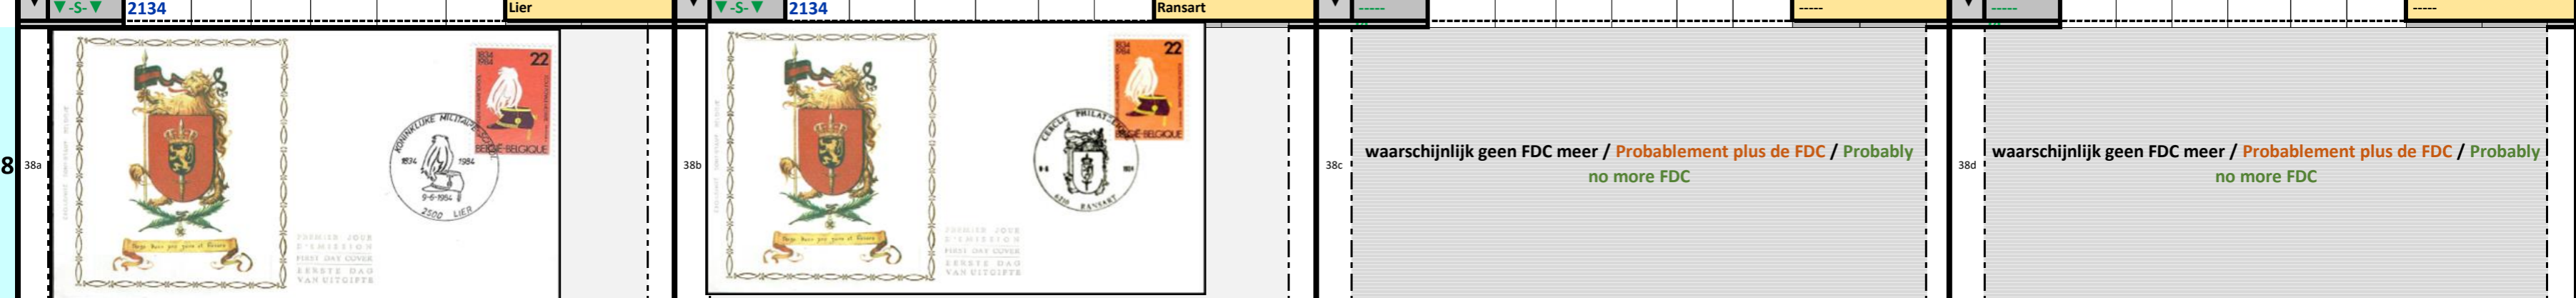 ▼ ▼-S-▼ 2134 Lier
▼ ▼-S-▼ 2134 Ransart
▼ ----- -----
▼ ----- -----
8
38a
1834
1984
22
BELGIË-BELGIQUE
KONINKLIJKE MILITAIRE
1834 1984
9-6-1984
2500 LIER
PREMIER JOUR
D'EMISSION
FIRST DAY COVER
EERSTE DAG
VAN UITGIFTE
38b
1834
1984
22
BELGIË-BELGIQUE
CERCLE
RANSART
PREMIER JOUR
D'EMISSION
FIRST DAY COVER
EERSTE DAG
VAN UITGIFTE
38c
waarschijnlijk geen FDC meer / Probablement plus de FDC / Probably
no more FDC
38d
waarschijnlijk geen FDC meer / Probablement plus de FDC / Probably
no more FDC